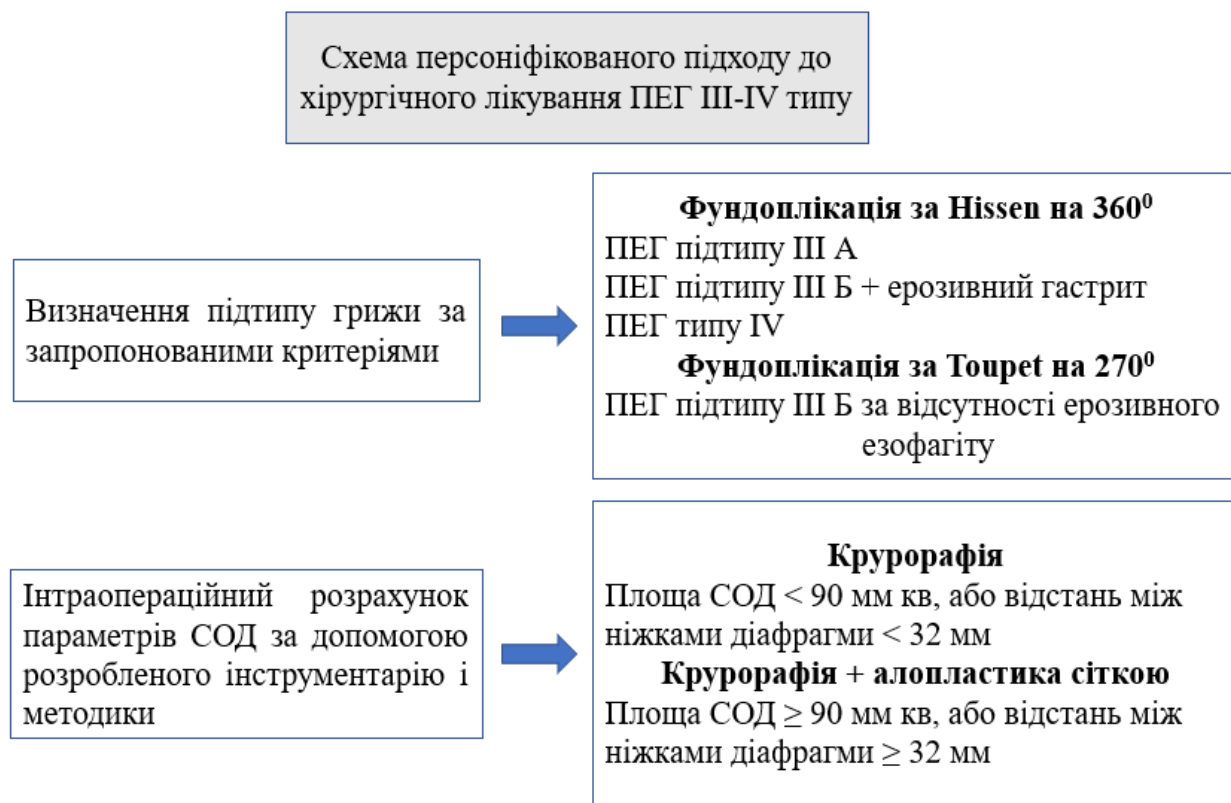 Схема персоніфікованого підходу до
хірургічного лікування ПЕГ III-IV типу
Визначення підтипу грижи за
запропонованими критеріями
Фундоплікація за Hissen на 360⁰
ПЕГ підтипу III А
ПЕГ підтипу III Б + ерозивний гастрит
ПЕГ типу IV
Фундоплікація за Toupet на 270⁰
ПЕГ підтипу III Б за відсутності ерозивного
езофагіту
Інтраопераційний розрахунок
параметрів СОД за допомогою
розробленого інструментарію і
методики
Крурорафія
Площа СОД < 90 мм кв, або відстань між
ніжками діафрагми < 32 мм
Крурорафія + алопластика сіткою
Площа СОД ≥ 90 мм кв, або відстань між
ніжками діафрагми ≥ 32 мм